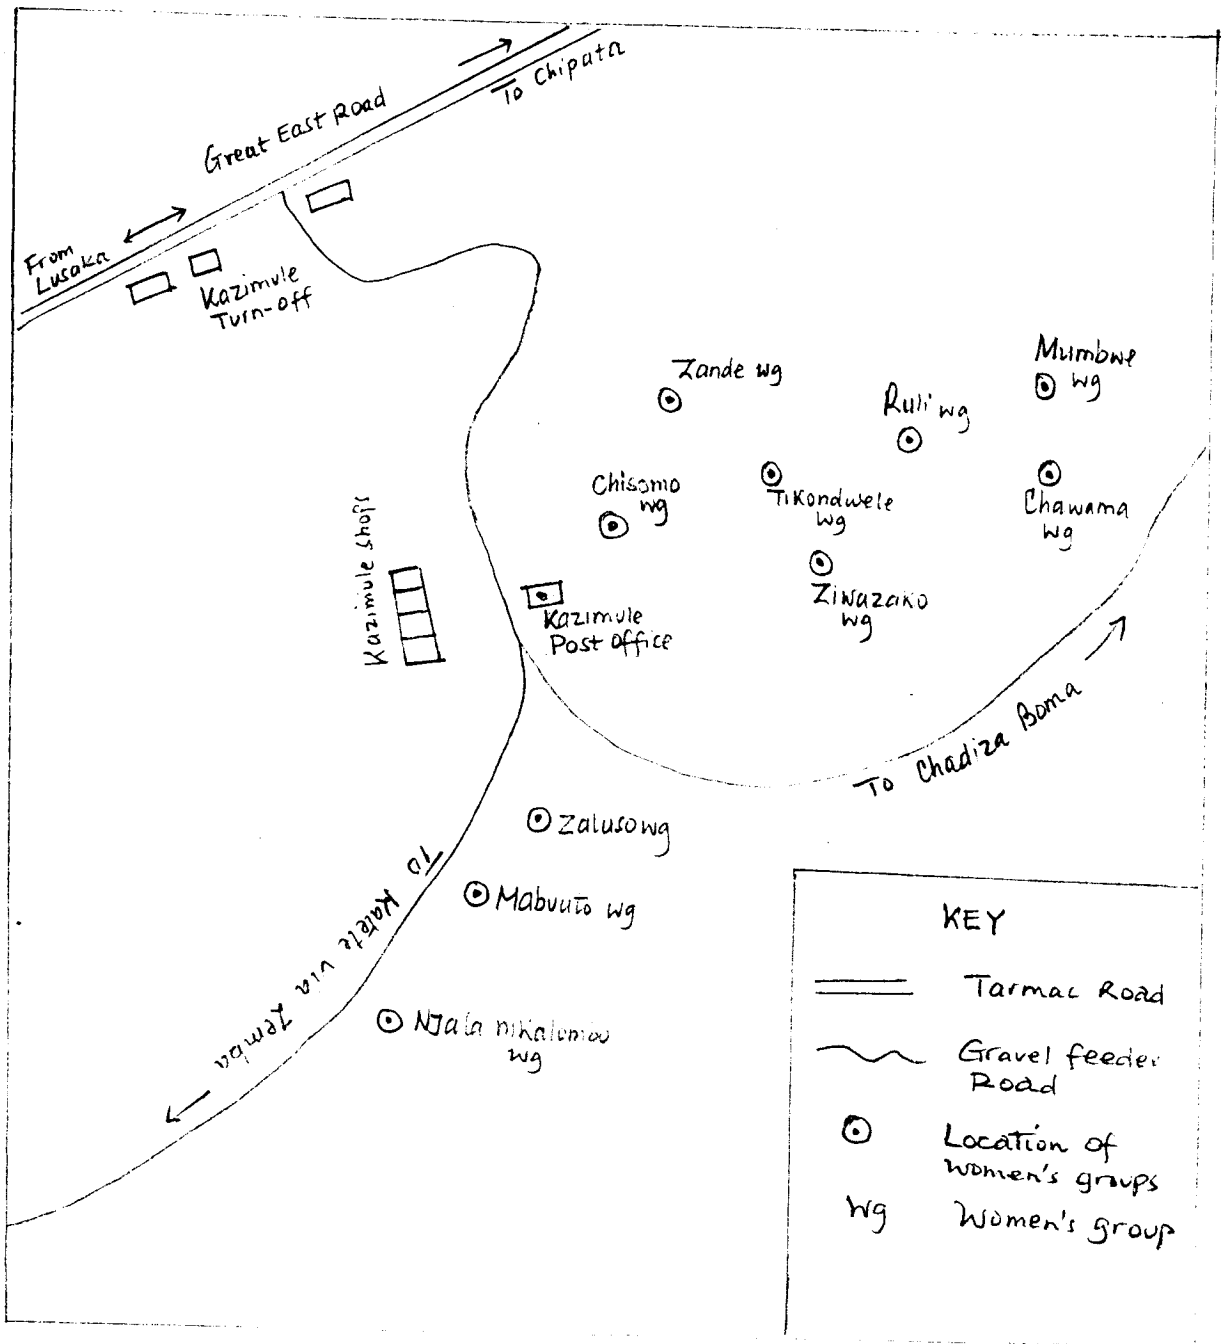 To Chipata
Great East Road
From
Lusaka
Kazimule
Turn-off
Mumbwe
wg
Zande wg
Ruli wg
Chisomo
wg
Tikondwele
wg
Chawama
wg
Kazimule shops
Ziwazako
wg
Kazimule
Post office
To Chadiza Boma
Zaluso wg
To Katete via Zemba
Mabvuto wg
Njala nikalumbu
wg
KEY
Tarmac Road
Gravel feeder
Road
Location of
women's groups
wg Women's group